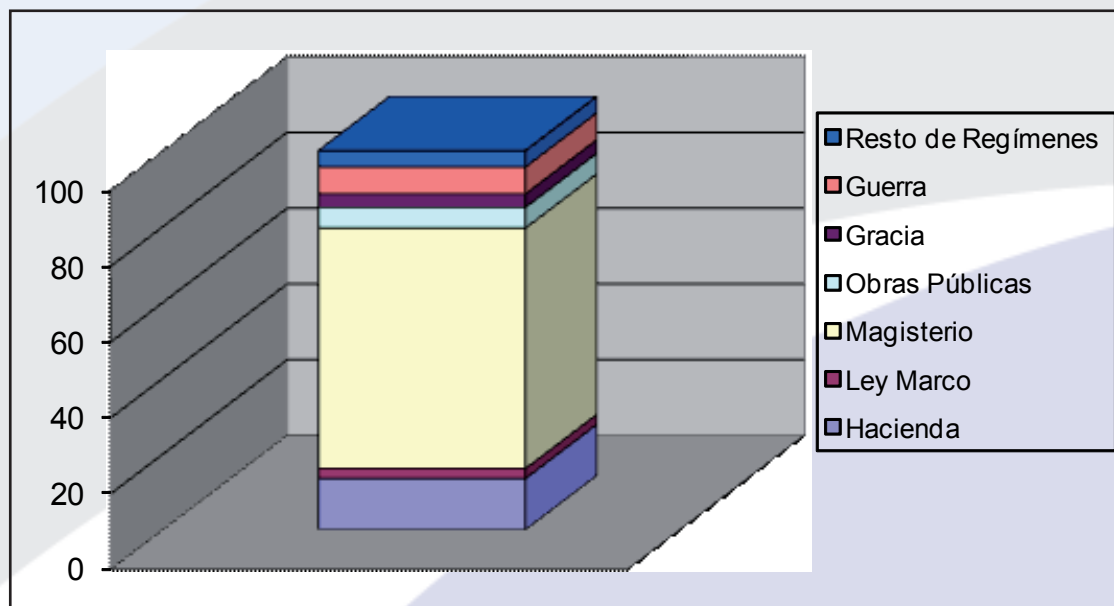 100
80
60
40
20
0
Resto de Regímenes
Guerra
Gracia
Obras Públicas
Magisterio
Ley Marco
Hacienda